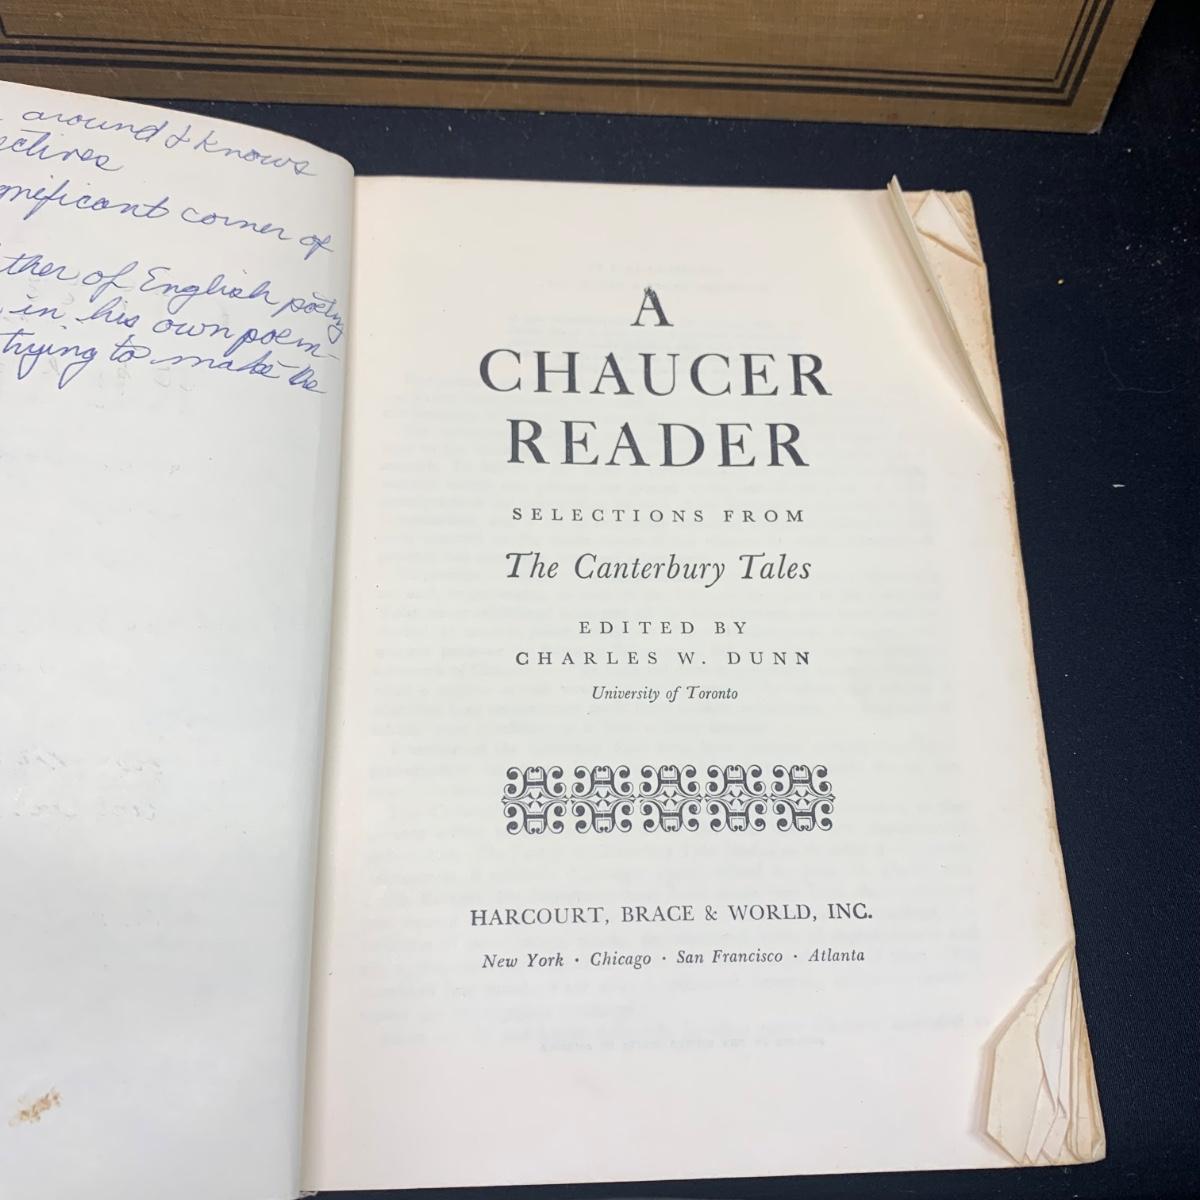 around & knows
ectives
gnificant corner of
ther of English poetry
in his own poem
trying to make the
A
CHAUCER
READER
SELECTIONS FROM
The Canterbury Tales
EDITED BY
CHARLES W. DUNN
University of Toronto
HARCOURT, BRACE & WORLD, INC.
New York · Chicago · San Francisco · Atlanta